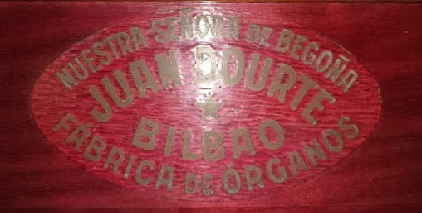 NUESTRA SEÑORA DE BEGOÑA
JUAN DOURTE
BILBAO
FÁBRICA DE ÓRGANOS